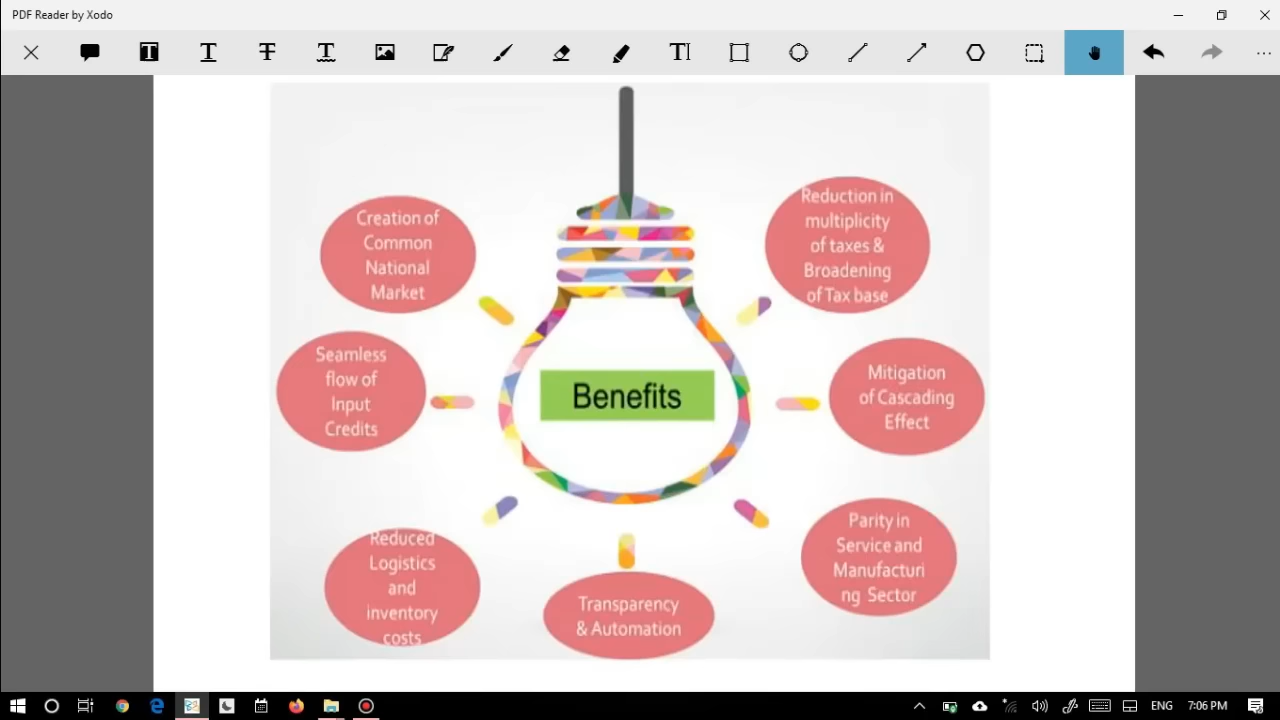 PDF Reader by Xodo
T
T
T
T
T
Creation of
Common
National
Market
Reduction in
multiplicity
of taxes &
Broadening
of Tax base
Seamless
flow of
Input
Credits
Benefits
Mitigation
of Cascading
Effect
Reduced
Logistics
and
inventory
costs
Transparency
& Automation
Parity in
Service and
Manufacturi
ng Sector
ENG
7:06 PM